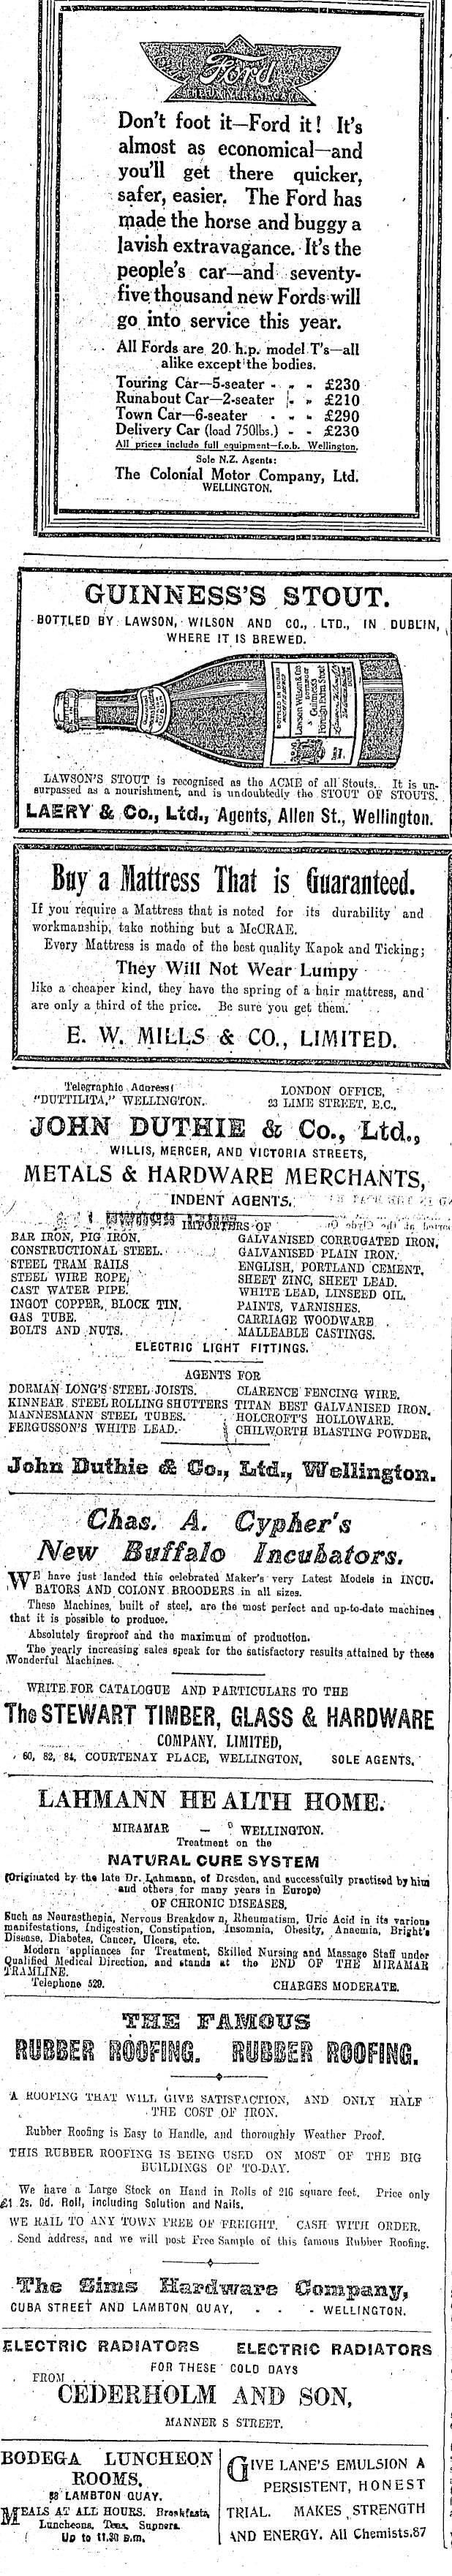 Ford
THE UNIVERSAL CAR
Don't foot it—Ford it! It's
almost as economical—and
you'll get there quicker,
safer, easier. The Ford has
made the horse and buggy a
lavish extravagance. It's the
people's car—and seventy-
five thousand new Fords will
go into service this year.
All Fords are 20 h.p. model T's—all
alike except the bodies.
Touring Car—5-seater - - - £230
Runabout Car—2-seater - - £210
Town Car—6-seater - - - £290
Delivery Car (load 750lbs.) - - £230
All prices include full equipment—f.o.b. Wellington.
Sole N.Z. Agents:
The Colonial Motor Company, Ltd.
WELLINGTON.
GUINNESS'S STOUT.
BOTTLED BY LAWSON, WILSON AND CO., LTD., IN DUBLIN,
WHERE IT IS BREWED.
LAWSON'S STOUT is recognised as the ACME of all Stouts. It is un-
surpassed as a nourishment, and is undoubtedly the STOUT OF STOUTS.
LAERY & Co., Ltd., Agents, Allen St., Wellington.
Buy a Mattress That is Guaranteed.
If you require a Mattress that is noted for its durability and
workmanship, take nothing but a McCRAE.
Every Mattress is made of the best quality Kapok and Ticking;
They Will Not Wear Lumpy
like a cheaper kind, they have the spring of a hair mattress, and
are only a third of the price. Be sure you get them.
E. W. MILLS & CO., LIMITED.
Telegraphic Address:
"DUTTILITA," WELLINGTON.
LONDON OFFICE,
23 LIME STREET, E.C.,
JOHN DUTHIE & Co., Ltd.,
WILLIS, MERCER, AND VICTORIA STREETS,
METALS & HARDWARE MERCHANTS,
INDENT AGENTS.
IMPORTERS OF
BAR IRON, PIG IRON. GALVANISED CORRUGATED IRON,
CONSTRUCTIONAL STEEL. GALVANISED PLAIN IRON.
STEEL TRAM RAILS ENGLISH, PORTLAND CEMENT,
STEEL WIRE ROPE, SHEET ZINC, SHEET LEAD.
CAST WATER PIPE. WHITE LEAD, LINSEED OIL.
INGOT COPPER, BLOCK TIN, PAINTS, VARNISHES.
GAS TUBE. CARRIAGE WOODWARE
BOLTS AND NUTS. MALLEABLE CASTINGS.
ELECTRIC LIGHT FITTINGS.
AGENTS FOR
DORMAN LONG'S STEEL JOISTS. CLARENCE FENCING WIRE.
KINNEAR STEEL ROLLING SHUTTERS TITAN BEST GALVANISED IRON.
MANNESMANN STEEL TUBES. HOLCROFT'S HOLLOWARE.
FERGUSSON'S WHITE LEAD. CHILWORTH BLASTING POWDER,
John Duthie & Co., Ltd., Wellington.
Chas. A. Cypher's
New Buffalo Incubators.
WE have just landed this celebrated Maker's very Latest Models in INCU-
BATORS AND COLONY BROODERS in all sizes.
These Machines, built of steel, are the most perfect and up-to-date machines
that it is possible to produce.
Absolutely fireproof and the maximum of production.
The yearly increasing sales speak for the satisfactory results attained by these
Wonderful Machines.
WRITE FOR CATALOGUE AND PARTICULARS TO THE
The STEWART TIMBER, GLASS & HARDWARE
COMPANY, LIMITED,
60, 82, 84, COURTENAY PLACE, WELLINGTON, SOLE AGENTS,
LAHMANN HEALTH HOME.
MIRAMAR — WELLINGTON.
Treatment on the
NATURAL CURE SYSTEM
(Originated by the late Dr. Lahmann, of Dresden, and successfully practised by him
and others for many years in Europe)
OF CHRONIC DISEASES,
Such as Neurasthenia, Nervous Breakdown, Rheumatism, Uric Acid in its various
manifestations, Indigestion, Constipation, Insomnia, Obesity, Anaemia, Bright's
Disease, Diabetes, Cancer, Ulcers, etc.
Modern appliances for Treatment, Skilled Nursing and Massage Staff under
Qualified Medical Direction, and stands at the END OF THE MIRAMAR
TRAMLINE.
Telephone 529. CHARGES MODERATE.
THE FAMOUS
RUBBER ROOFING. RUBBER ROOFING.
A ROOFING THAT WILL GIVE SATISFACTION, AND ONLY HALF
THE COST OF IRON.
Rubber Roofing is Easy to Handle, and thoroughly Weather Proof.
THIS RUBBER ROOFING IS BEING USED ON MOST OF THE BIG
BUILDINGS OF TO-DAY.
We have a Large Stock on Hand in Rolls of 216 square feet. Price only
£1 2s. 0d. Roll, including Solution and Nails.
WE RAIL TO ANY TOWN FREE OF FREIGHT. CASH WITH ORDER.
Send address, and we will post Free Sample of this famous Rubber Roofing.
The Sims Hardware Company,
CUBA STREET AND LAMBTON QUAY, - - - WELLINGTON.
ELECTRIC RADIATORS ELECTRIC RADIATORS
FOR THESE COLD DAYS
FROM . . .
CEDERHOLM AND SON,
MANNERS STREET.
BODEGA LUNCHEON
ROOMS.
LAMBTON QUAY.
MEALS AT ALL HOURS. Breakfasts,
Luncheons, Teas, Suppers.
Up to 11.30 p.m.
GIVE LANE'S EMULSION A
PERSISTENT, HONEST
TRIAL. MAKES STRENGTH
AND ENERGY. All Chemists.87